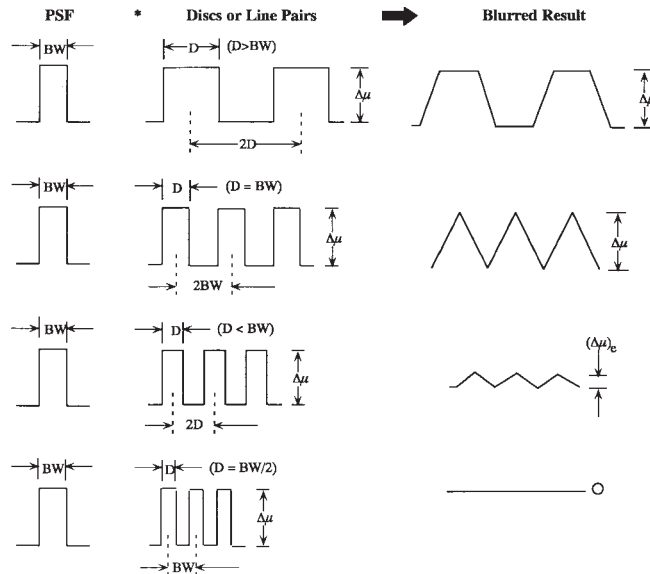 PSF * Discs or Line Pairs Blurred Result
BW D (D>BW)
Δμ Δμ
2D
BW D (D = BW)
Δμ Δμ
2BW
BW D (D < BW)
(Δμ)e
Δμ
2D
BW D (D = BW/2)
Δμ O
BW